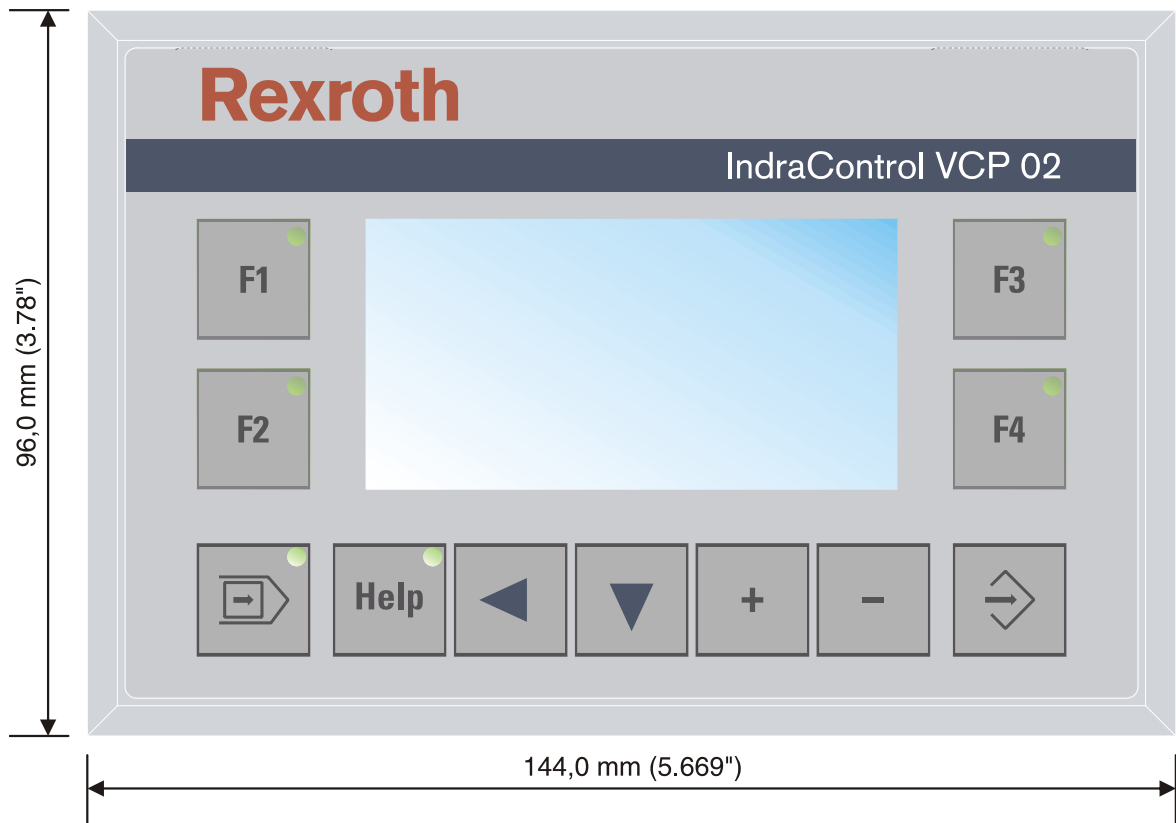 Rexroth
IndraControl VCP 02
F1
F3
96,0 mm (3.78")
F2
F4
Help
+
-
144,0 mm (5.669")